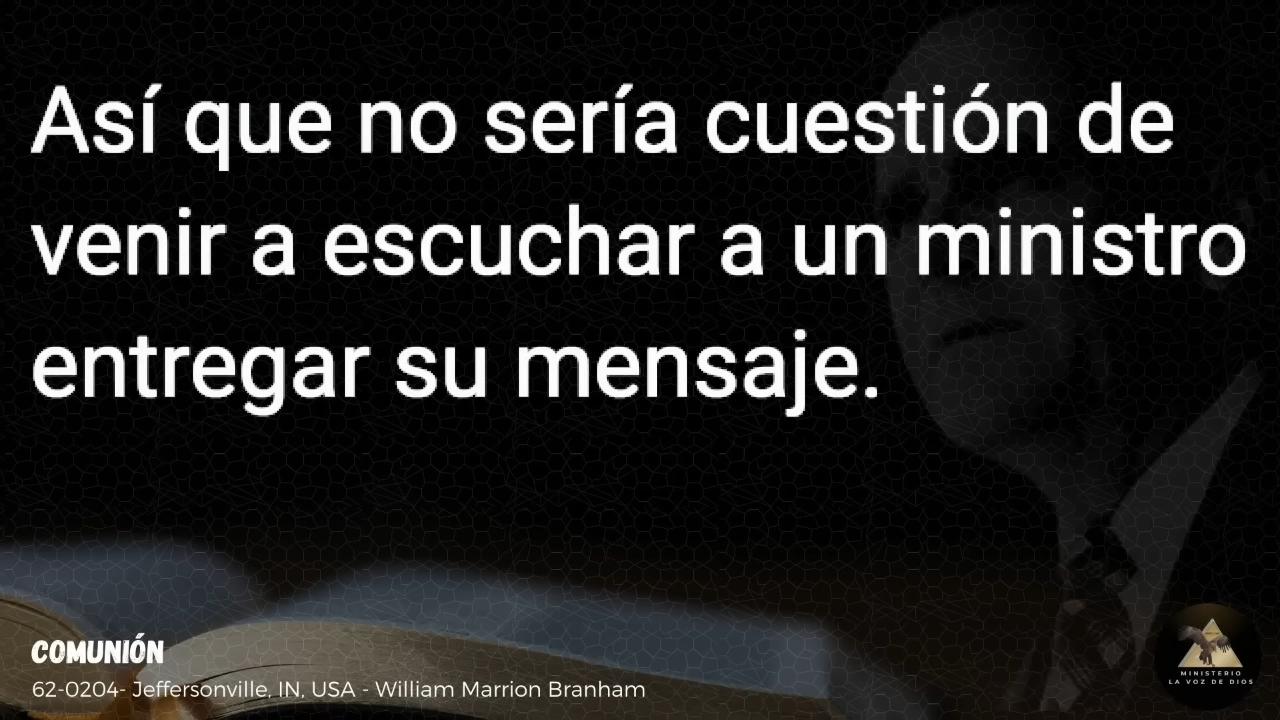 Así que no sería cuestión de
venir a escuchar a un ministro
entregar su mensaje.
COMUNIÓN
62-0204- Jeffersonville, IN, USA - William Marrion Branham
MINISTERIO
LA VOZ DE DIOS